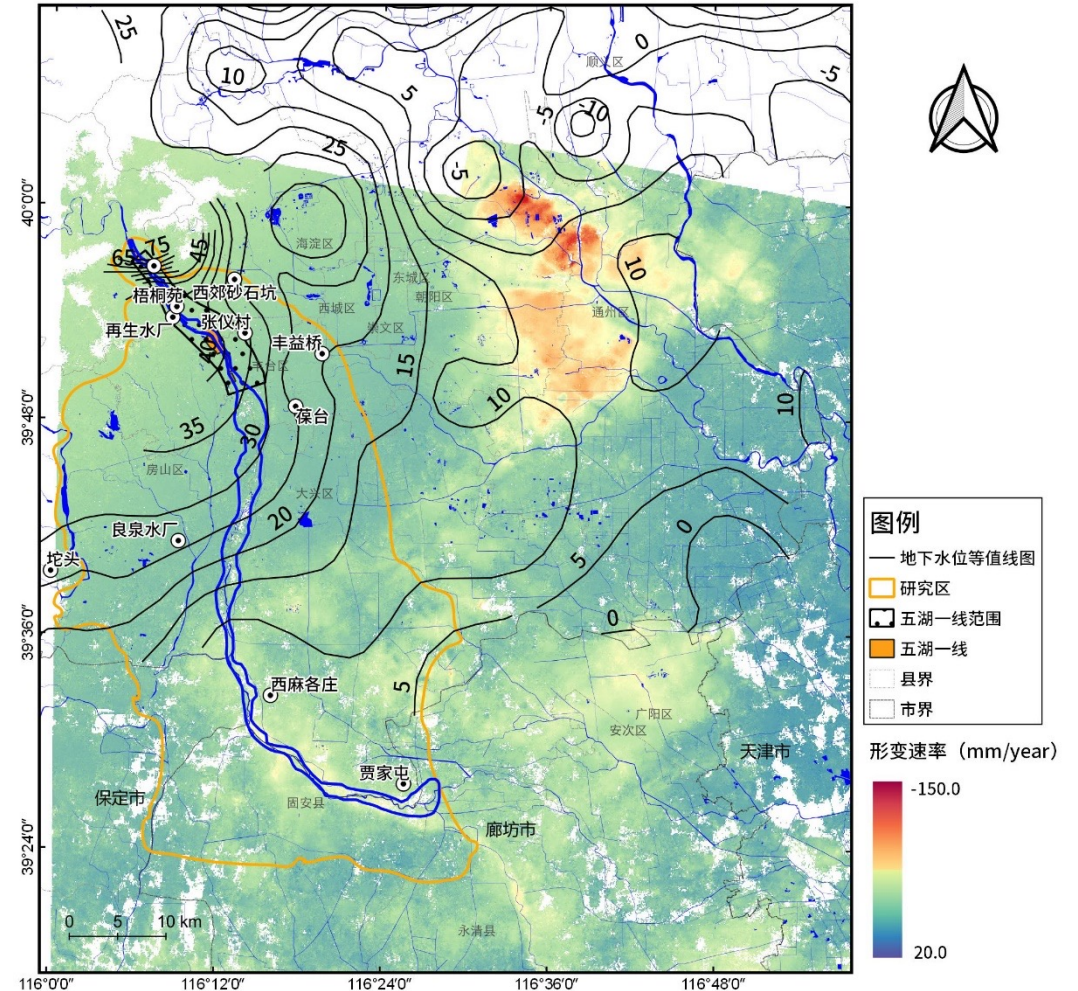 25
0
顺义区
-5
10
5
-5
-10
25
-5
40°0′0″
海淀区
45
75
65
10
东城区
朝阳区
梧桐苑
西郊砂石坑
西城区
通州区
再生水厂
张仪村
崇文区
丰益桥
40
丰台区
15
10
10
39°48′0″
葆台
35
30
房山区
大兴区
20
良泉水厂
0
坨头
5
图例
地下水位等值线图
研究区
五湖一线范围
五湖一线
县界
市界
39°36′0″
0
西麻各庄
5
广阳区
安次区
天津市
形变速率（mm/year）
贾家屯
-150.0
保定市
固安县
廊坊市
39°24′0″
0 5 10 km
永清县
20.0
116°0′0″ 116°12′0″ 116°24′0″ 116°36′0″ 116°48′0″